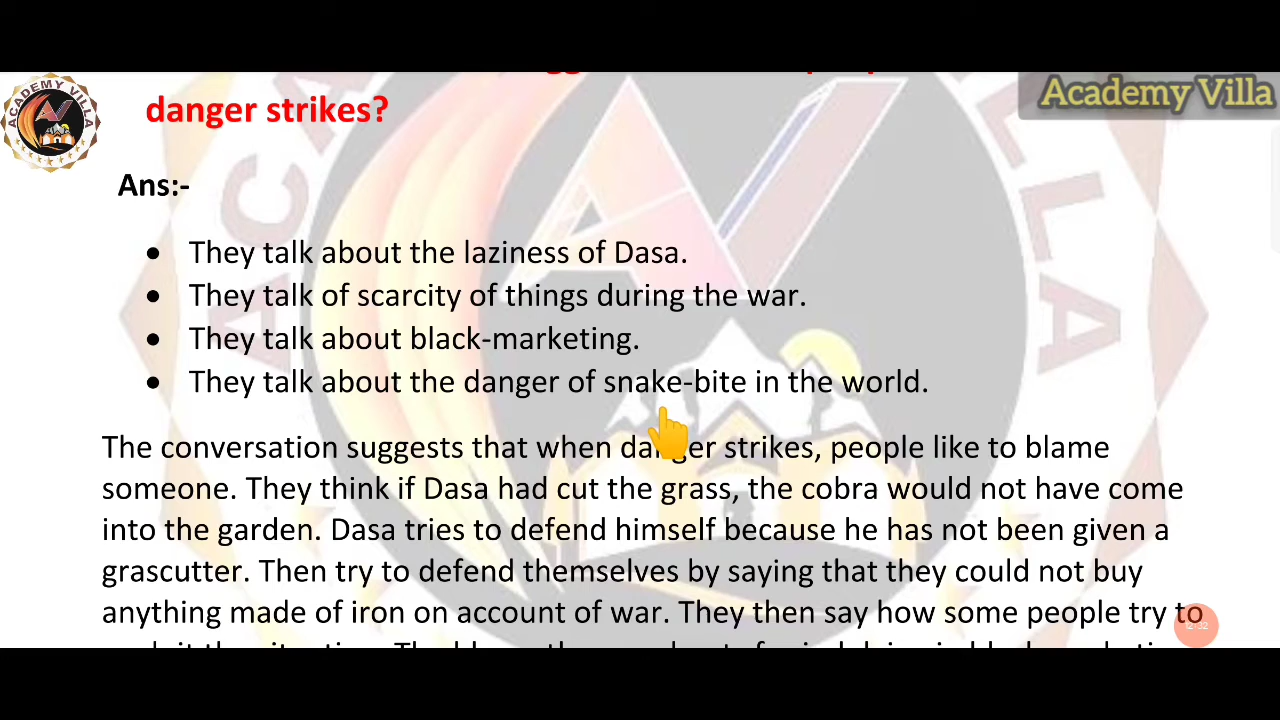 Academy Villa
ACADEMY VILLA
danger strikes?
Ans:-
• They talk about the laziness of Dasa.
• They talk of scarcity of things during the war.
• They talk about black-marketing.
• They talk about the danger of snake-bite in the world.
The conversation suggests that when danger strikes, people like to blame
someone. They think if Dasa had cut the grass, the cobra would not have come
into the garden. Dasa tries to defend himself because he has not been given a
grascutter. Then try to defend themselves by saying that they could not buy
anything made of iron on account of war. They then say how some people try to